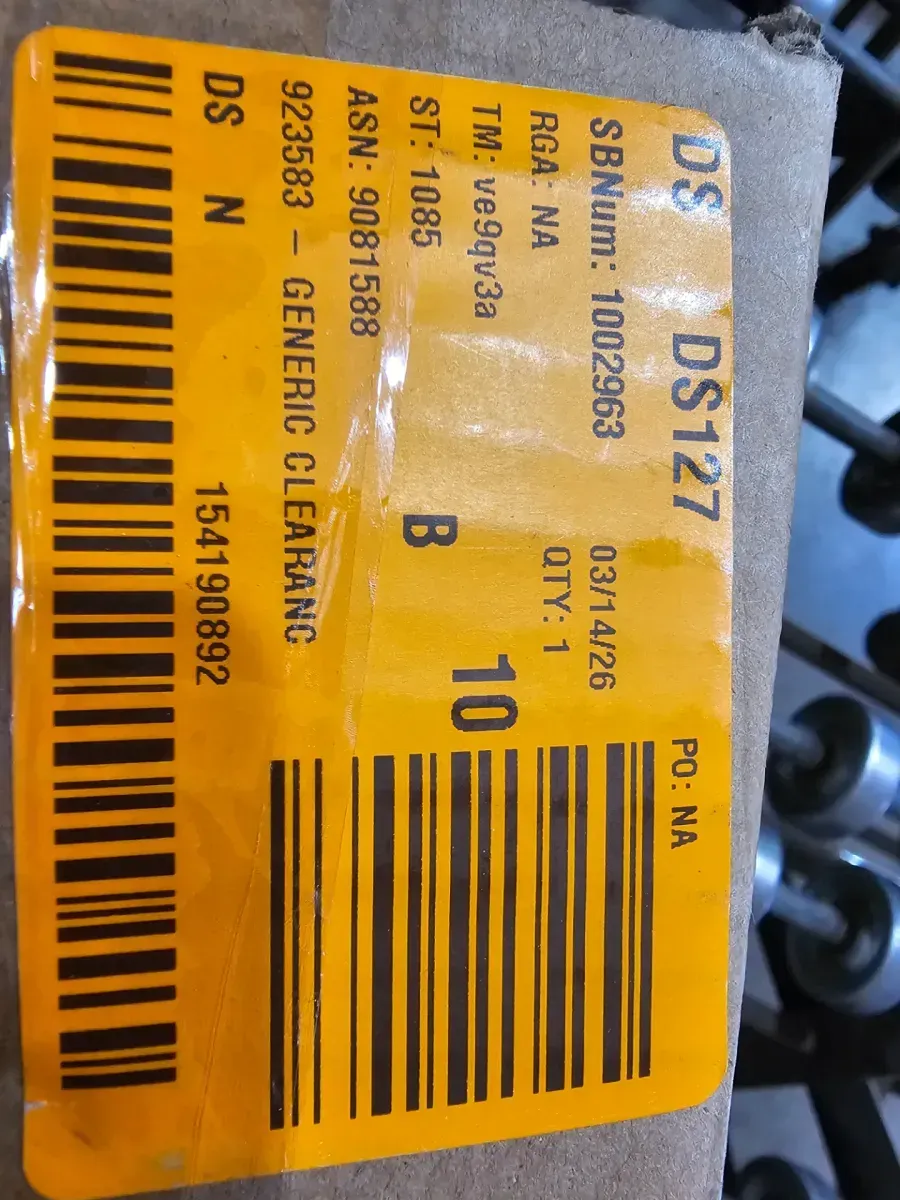 DS DS127 PO: NA
SBNum: 1002963 03/14/26
RGA: NA QTY: 1
TM: ve9qv3a 10
ST: 1085 B
ASN: 9081588
923583 - GENERIC CLEARANC
DS N 154190892